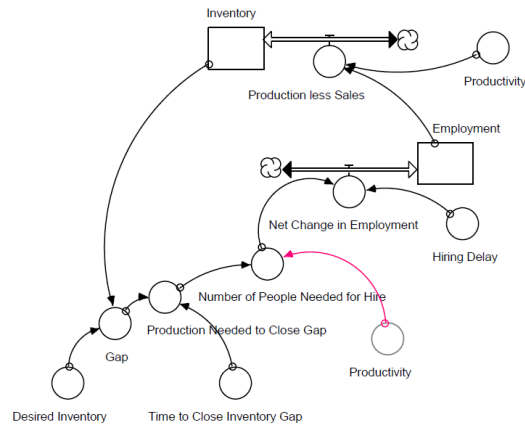 Inventory
Production less Sales
Productivity
Employment
Net Change in Employment
Hiring Delay
Number of People Needed for Hire
Production Needed to Close Gap
Gap
Productivity
Desired Inventory
Time to Close Inventory Gap